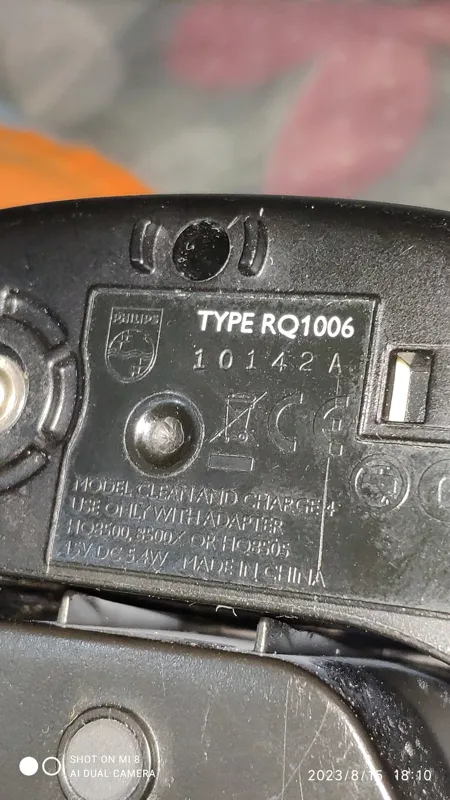 PHILIPS
TYPE RQ1006
10142A
MODEL CLEAN AND CHARGE 4
USE ONLY WITH ADAPTER
HQ8500, 8500X OR HQ8505
15V DC 5.4W MADE IN CHINA
SHOT ON MI 8
AI DUAL CAMERA
2023/8/15 18:10